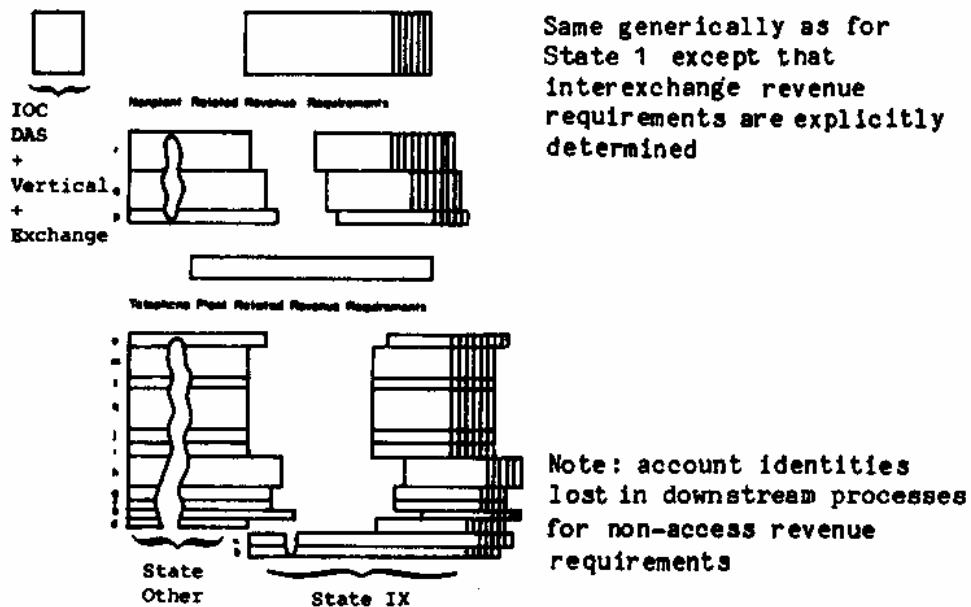 Same generically as for
State 1 except that
interexchange revenue
requirements are explicitly
determined
IOC
DAS
+
Vertical
+
Exchange
Nonplant Related Revenue Requirements
Telephone Plant Related Revenue Requirements
Note: account identities
lost in downstream processes
for non-access revenue
requirements
State
Other
State IX